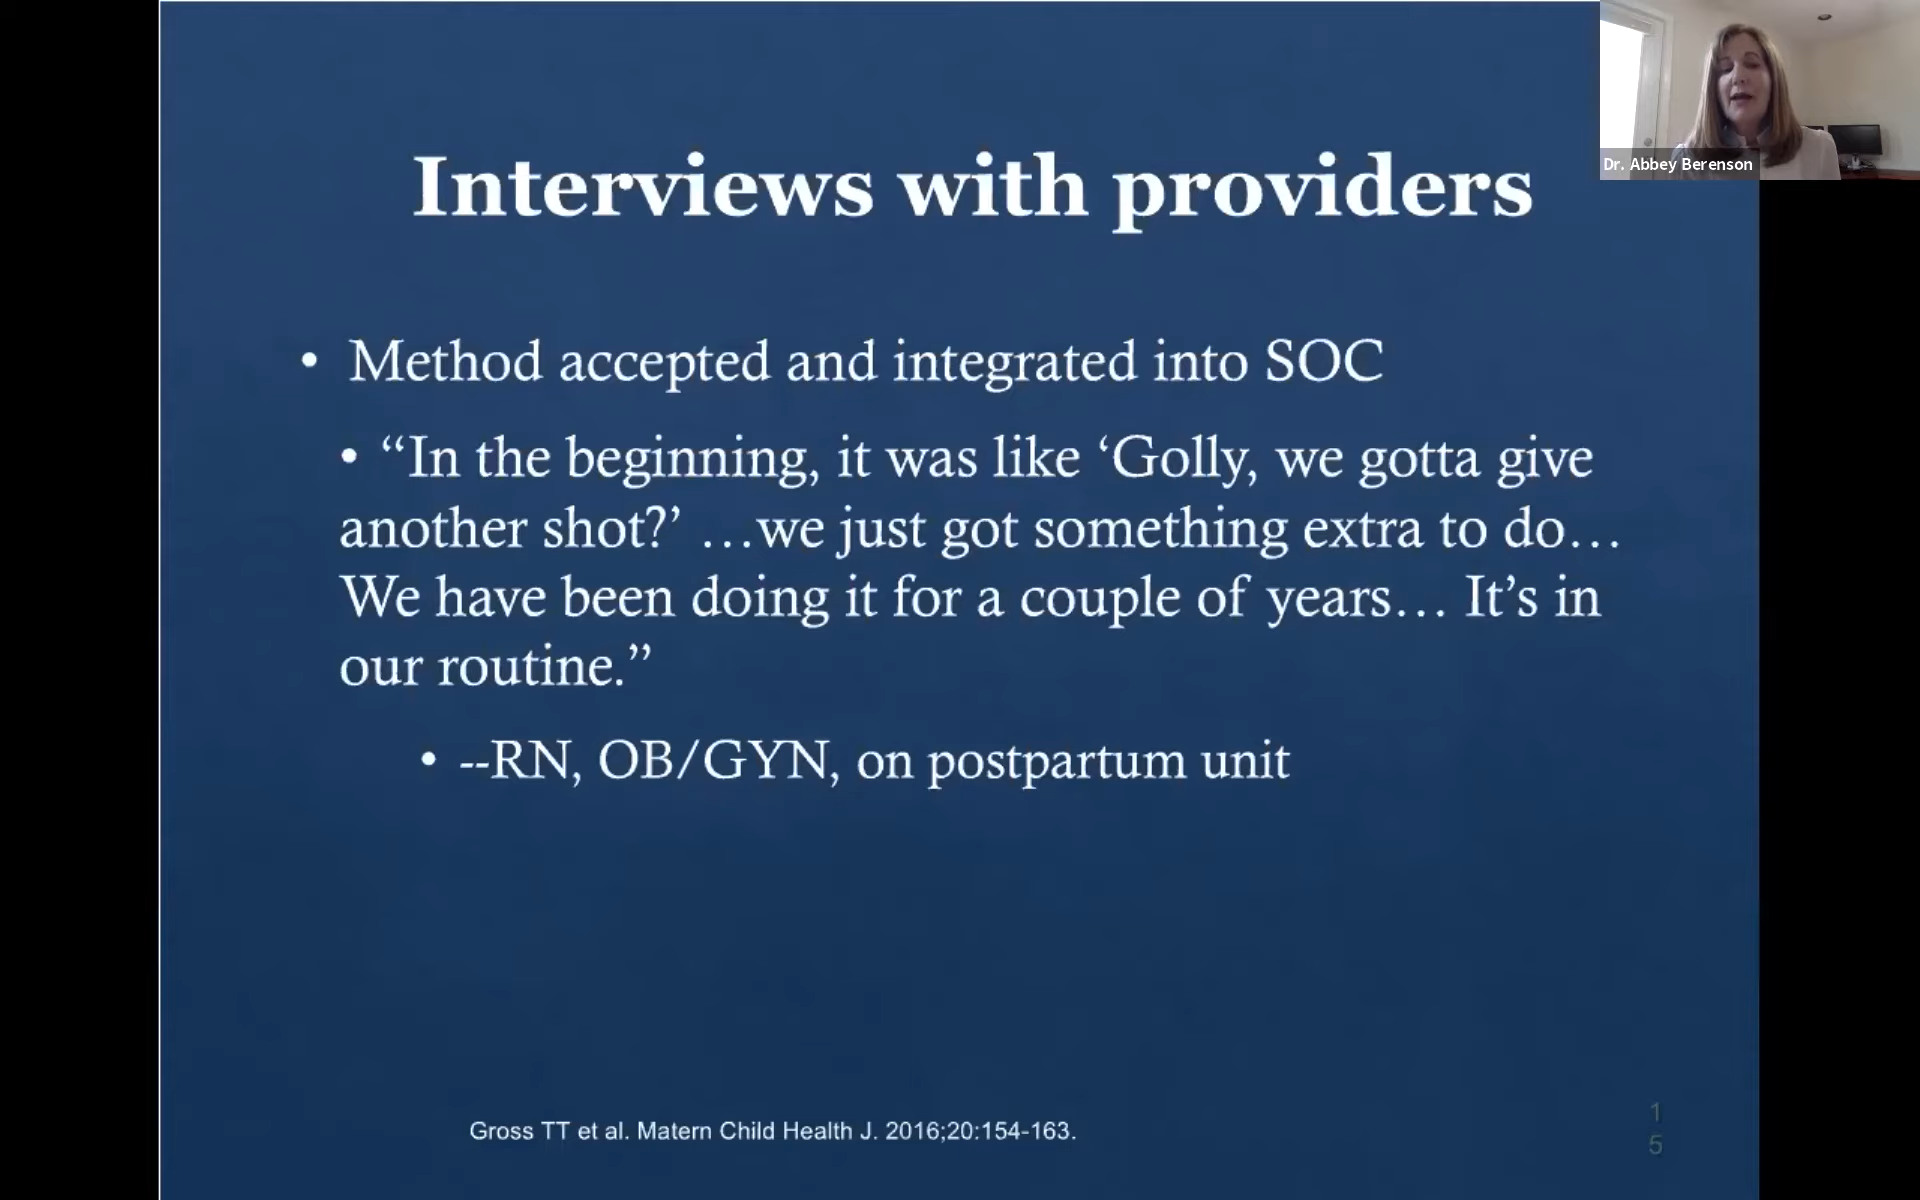 Dr. Abbey Berenson
Interviews with providers
• Method accepted and integrated into SOC
• “In the beginning, it was like ‘Golly, we gotta give
another shot?’ …we just got something extra to do…
We have been doing it for a couple of years… It’s in
our routine.”
• --RN, OB/GYN, on postpartum unit
Gross TT et al. Matern Child Health J. 2016;20:154-163.
1
5